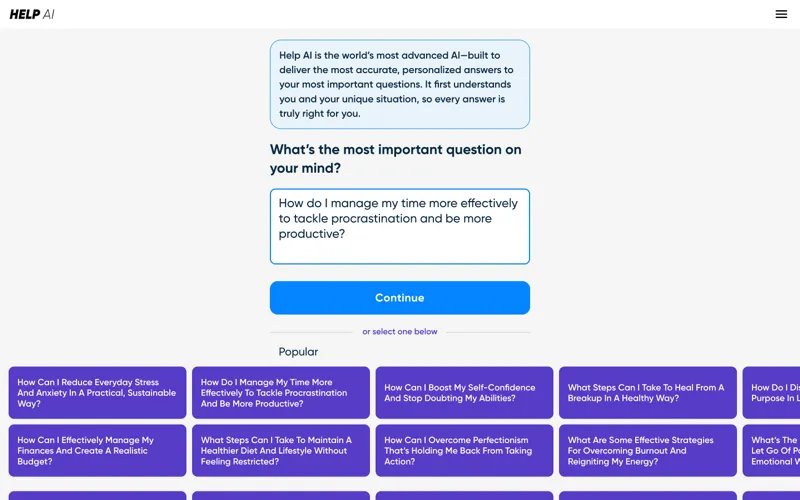 HELP AI
Help AI is the world's most advanced AI—built to
deliver the most accurate, personalized answers to
your most important questions. It first understands
you and your unique situation, so every answer is
truly right for you.
What's the most important question on
your mind?
How do I manage my time more effectively
to tackle procrastination and be more
productive?
Continue
or select one below
Popular
How Can I Reduce Everyday Stress
And Anxiety In A Practical, Sustainable
Way?
How Do I Manage My Time More
Effectively To Tackle Procrastination
And Be More Productive?
How Can I Boost My Self-Confidence
And Stop Doubting My Abilities?
What Steps Can I Take To Heal From A
Breakup In A Healthy Way?
How Do I Dis
Purpose In L
How Can I Effectively Manage My
Finances And Create A Realistic
Budget?
What Steps Can I Take To Maintain A
Healthier Diet And Lifestyle Without
Feeling Restricted?
How Can I Overcome Perfectionism
That's Holding Me Back From Taking
Action?
What Are Some Effective Strategies
For Overcoming Burnout And
Reigniting My Energy?
What's The
Let Go Of Pa
Emotional W